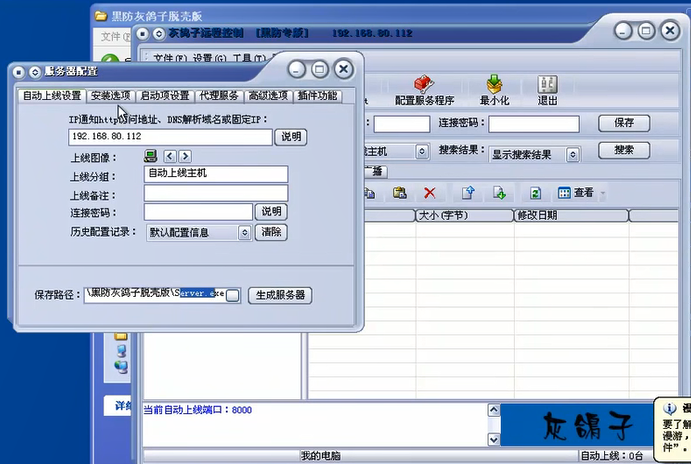 黑防灰鸽子脱壳版
文件(F)
灰鸽子远程控制 【黑防专版】 192.168.80.112
文件(F) 设置(G) 工具(T)
配置服务程序
最小化
退出
连接密码:
保存
主机
搜索结果:
显示搜索结果
搜索
广播
查看
大小(字节)
修改日期
服务器配置
自动上线设置
安装选项
启动项设置
代理服务
高级选项
插件功能
IP通知http访问地址、DNS解析域名或固定IP:
192.168.80.112
说明
上线图像:
上线分组:
自动上线主机
上线备注:
连接密码:
说明
历史配置记录:
默认配置信息
清除
保存路径:
\黑防灰鸽子脱壳版\Server.exe
生成服务器
详细
当前自动上线端口:8000
灰鸽子
要了解
漫游,
件”。
我的电脑
自动上线:0台